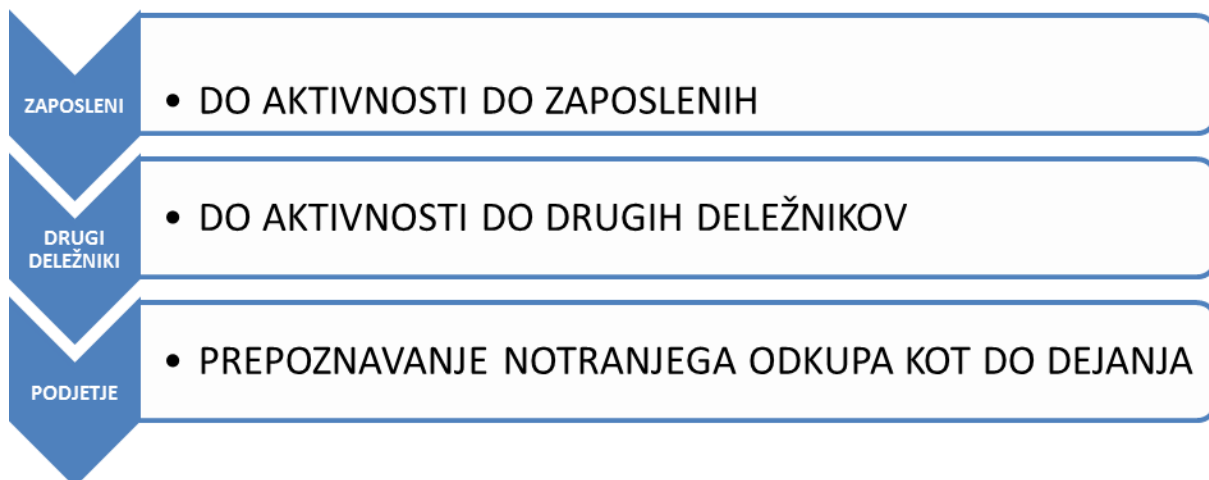 ZAPOSLENI
• DO AKTIVNOSTI DO ZAPOSLENIH
DRUGI
DELEŽNIKI
• DO AKTIVNOSTI DO DRUGIH DELEŽNIKOV
PODJETJE
• PREPOZNAVANJE NOTRANJEGA ODKUPA KOT DO DEJANJA